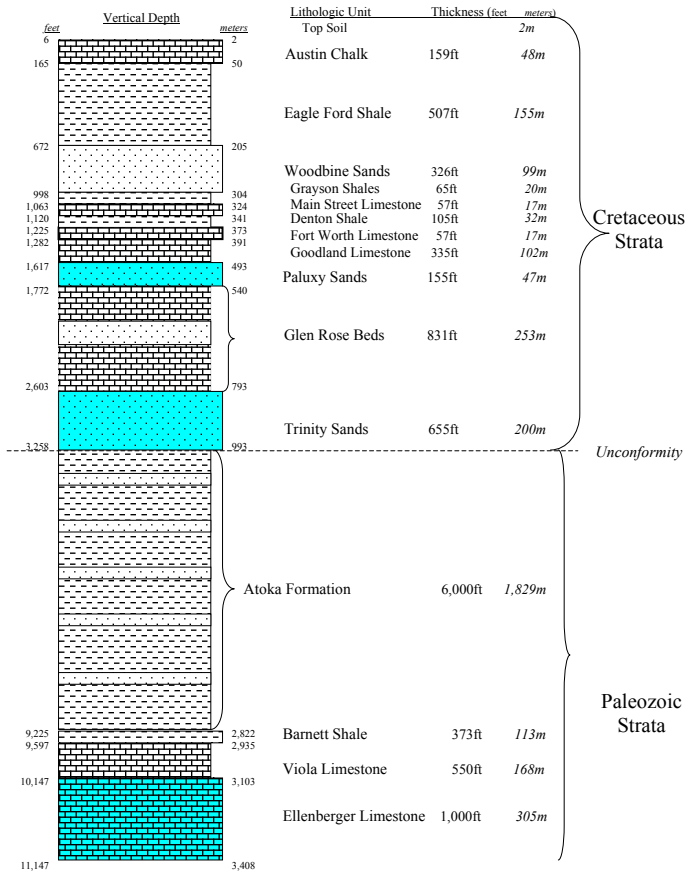 Vertical Depth
feet meters
Lithologic Unit Thickness (feet meters)
Top Soil 2m
6 2
Austin Chalk 159ft 48m
165 50
Eagle Ford Shale 507ft 155m
672 205
Woodbine Sands 326ft 99m
998 304
Grayson Shales 65ft 20m
1,063 324
Main Street Limestone 57ft 17m
1,120 341
Denton Shale 105ft 32m
1,225 373
Fort Worth Limestone 57ft 17m
1,282 391
Goodland Limestone 335ft 102m
Cretaceous
Strata
1,617 493
Paluxy Sands 155ft 47m
1,772 540
Glen Rose Beds 831ft 253m
2,603 793
Trinity Sands 655ft 200m
3,258 993
Unconformity
Atoka Formation 6,000ft 1,829m
Paleozoic
Strata
9,225 2,822
Barnett Shale 373ft 113m
9,597 2,935
Viola Limestone 550ft 168m
10,147 3,103
Ellenberger Limestone 1,000ft 305m
11,147 3,408